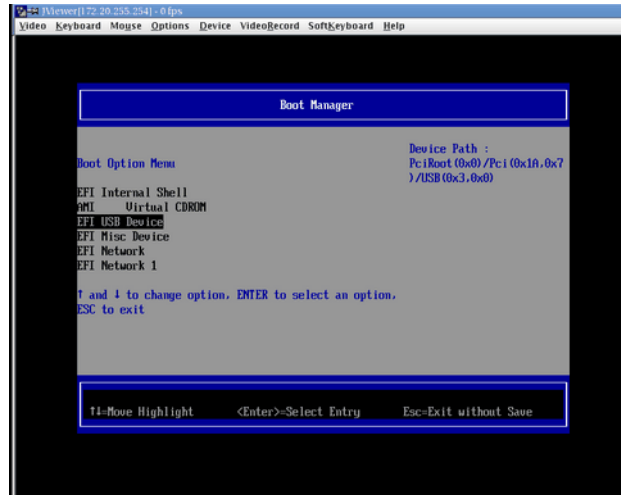 JViewer[172.20.255.254] - 0 fps
Video Keyboard Mouse Options Device VideoRecord SoftKeyboard Help
Boot Manager
Device Path :
PciRoot(0x0)/Pci(0x1A,0x7
)/USB(0x3,0x0)
Boot Option Menu
EFI Internal Shell
AMI Virtual CDROM
EFI USB Device
EFI Misc Device
EFI Network
EFI Network 1
↑ and ↓ to change option, ENTER to select an option,
ESC to exit
↑↓=Move Highlight <Enter>=Select Entry Esc=Exit without Save